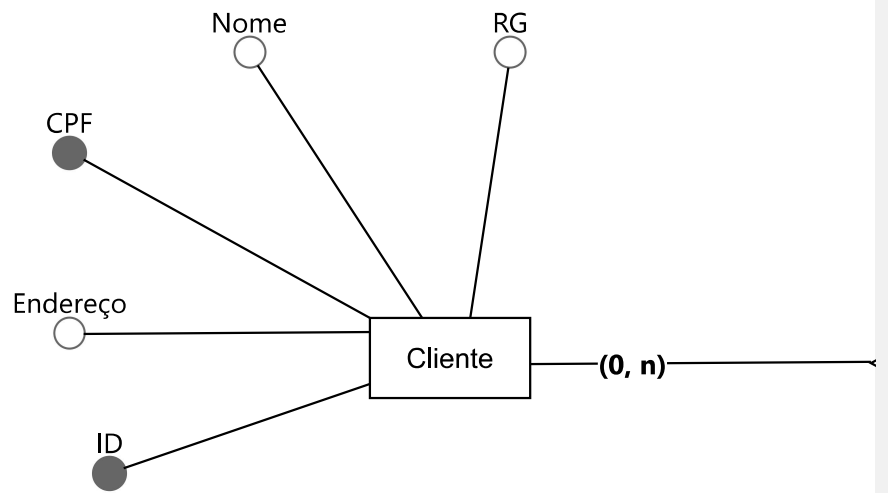 Nome
RG
CPF
Endereço
Cliente
(0, n)
ID